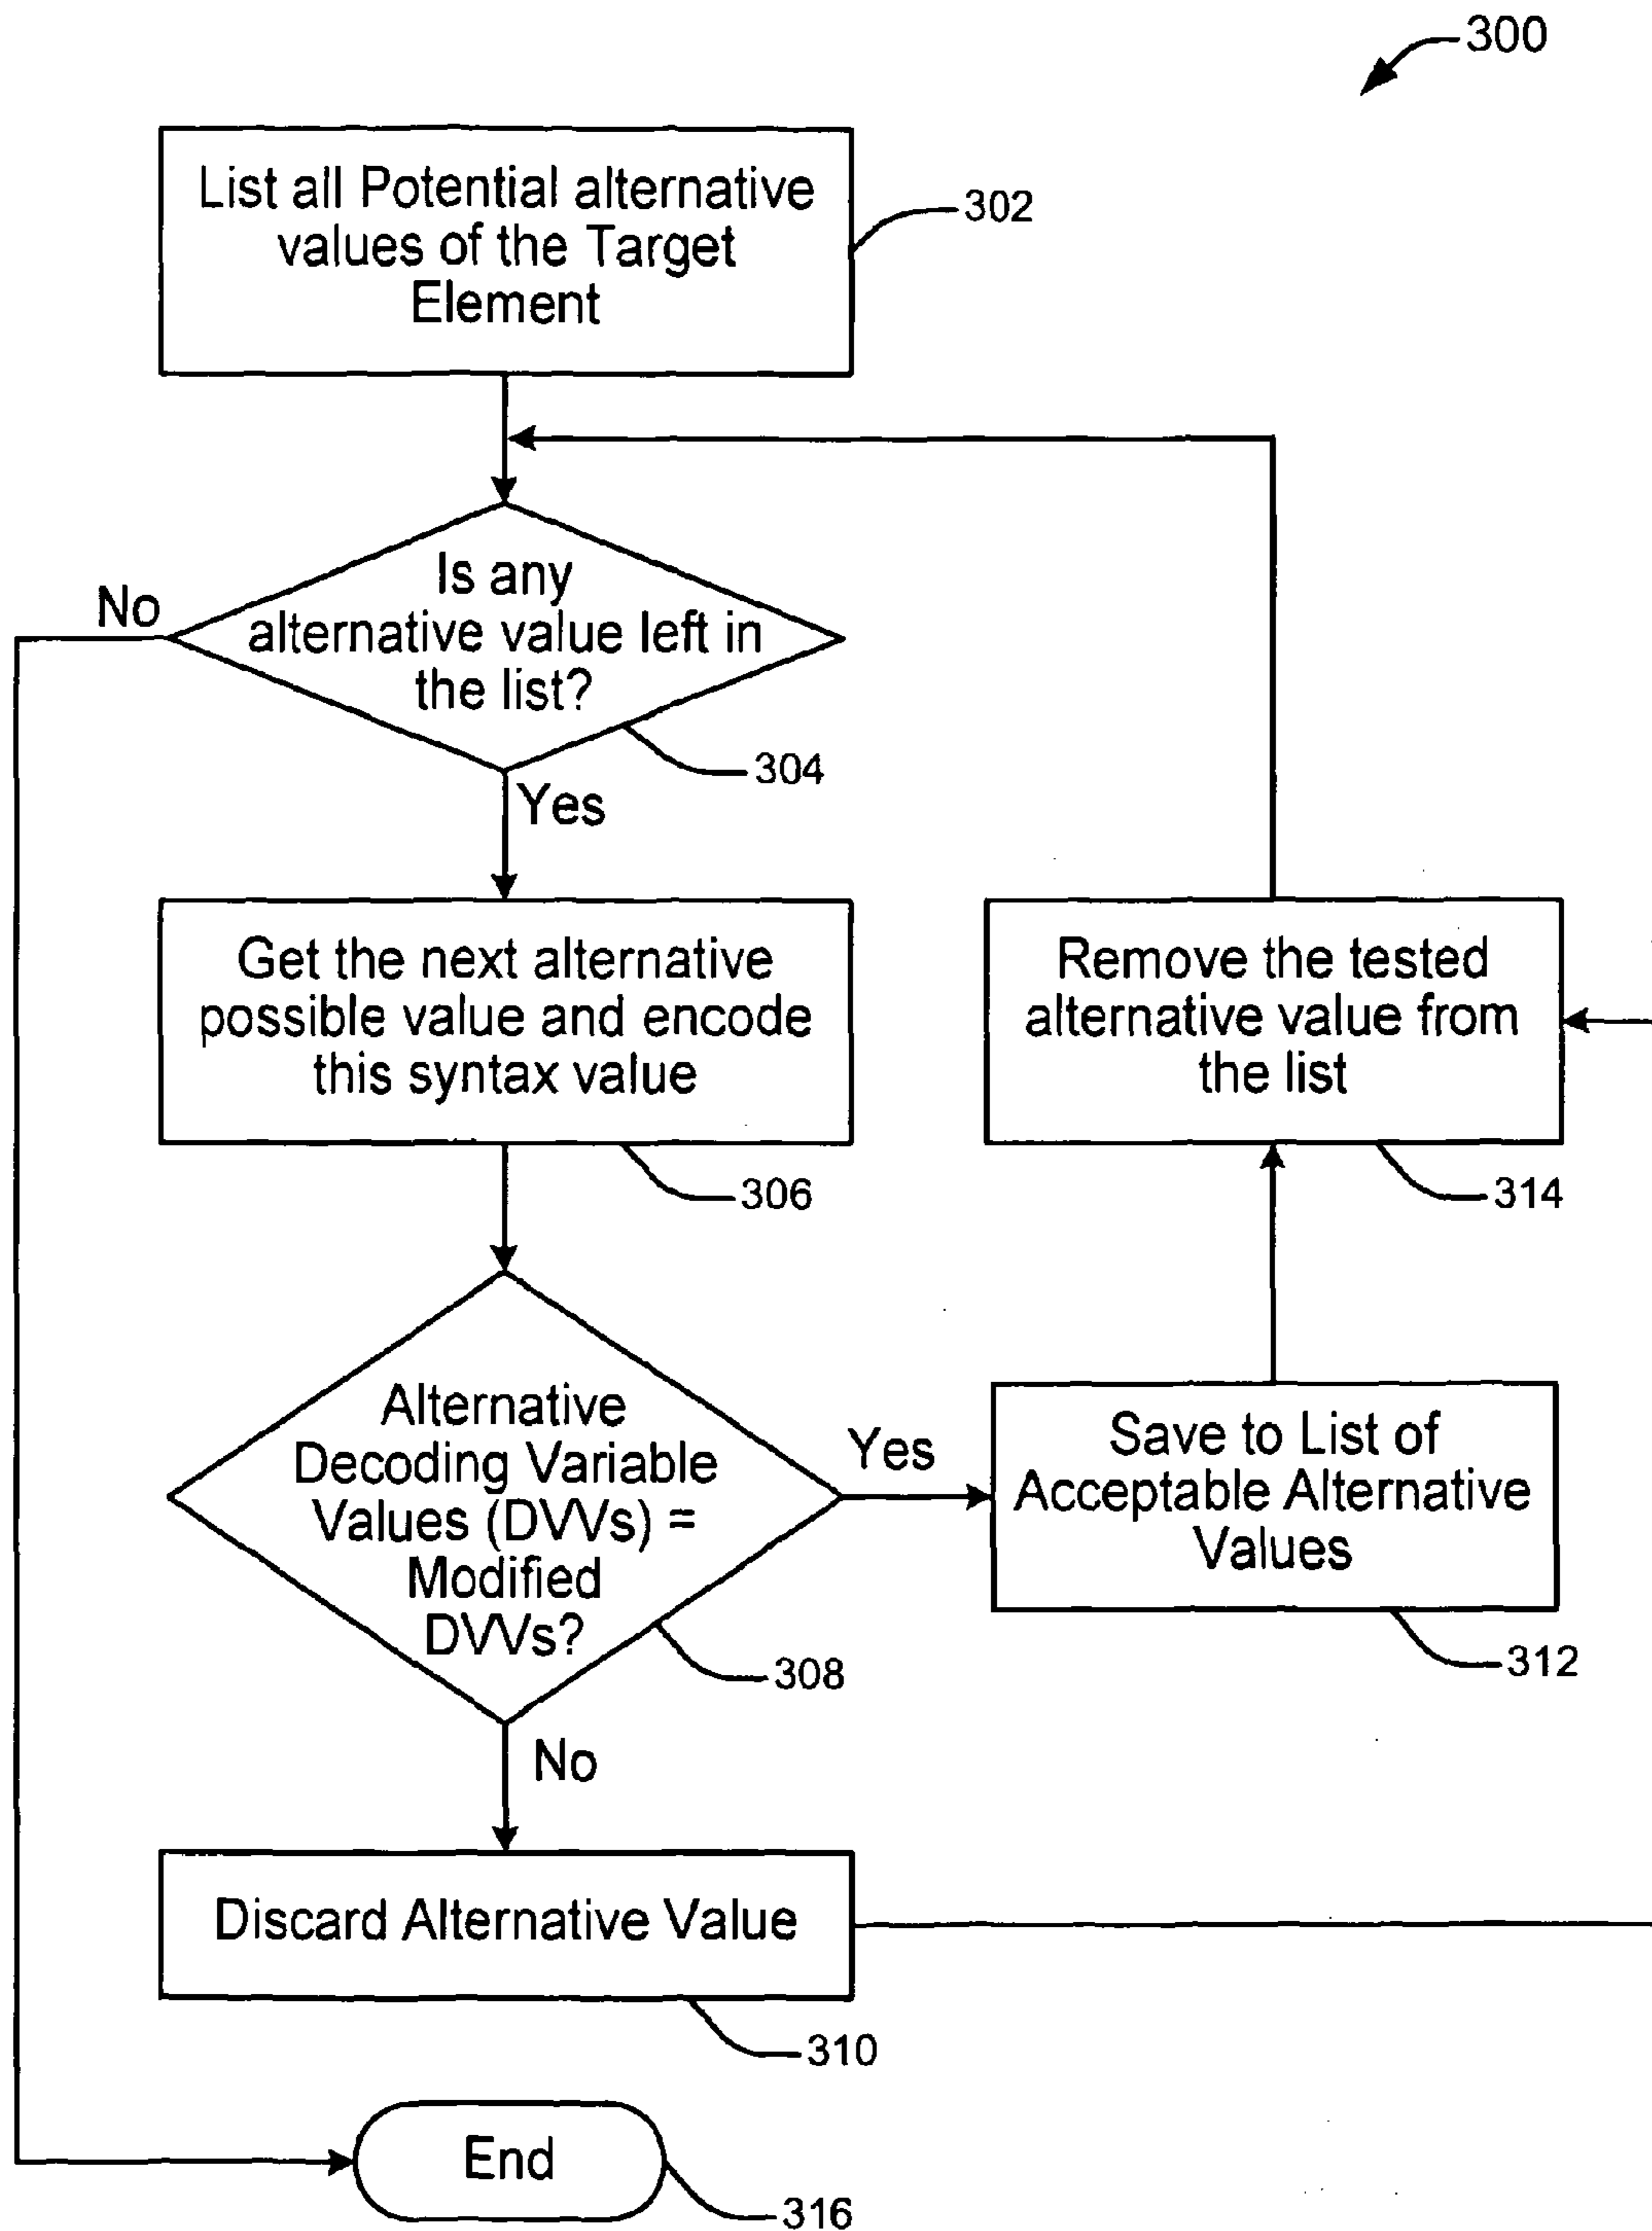 300
List all Potential alternative
values of the Target
Element
302
Is any
alternative value left in
the list?
No
304
Yes
Get the next alternative
possible value and encode
this syntax value
306
Remove the tested
alternative value from
the list
314
Alternative
Decoding Variable
Values (DVVs) =
Modified
DVVs?
308
Yes
Save to List of
Acceptable Alternative
Values
312
No
Discard Alternative Value
310
End
316